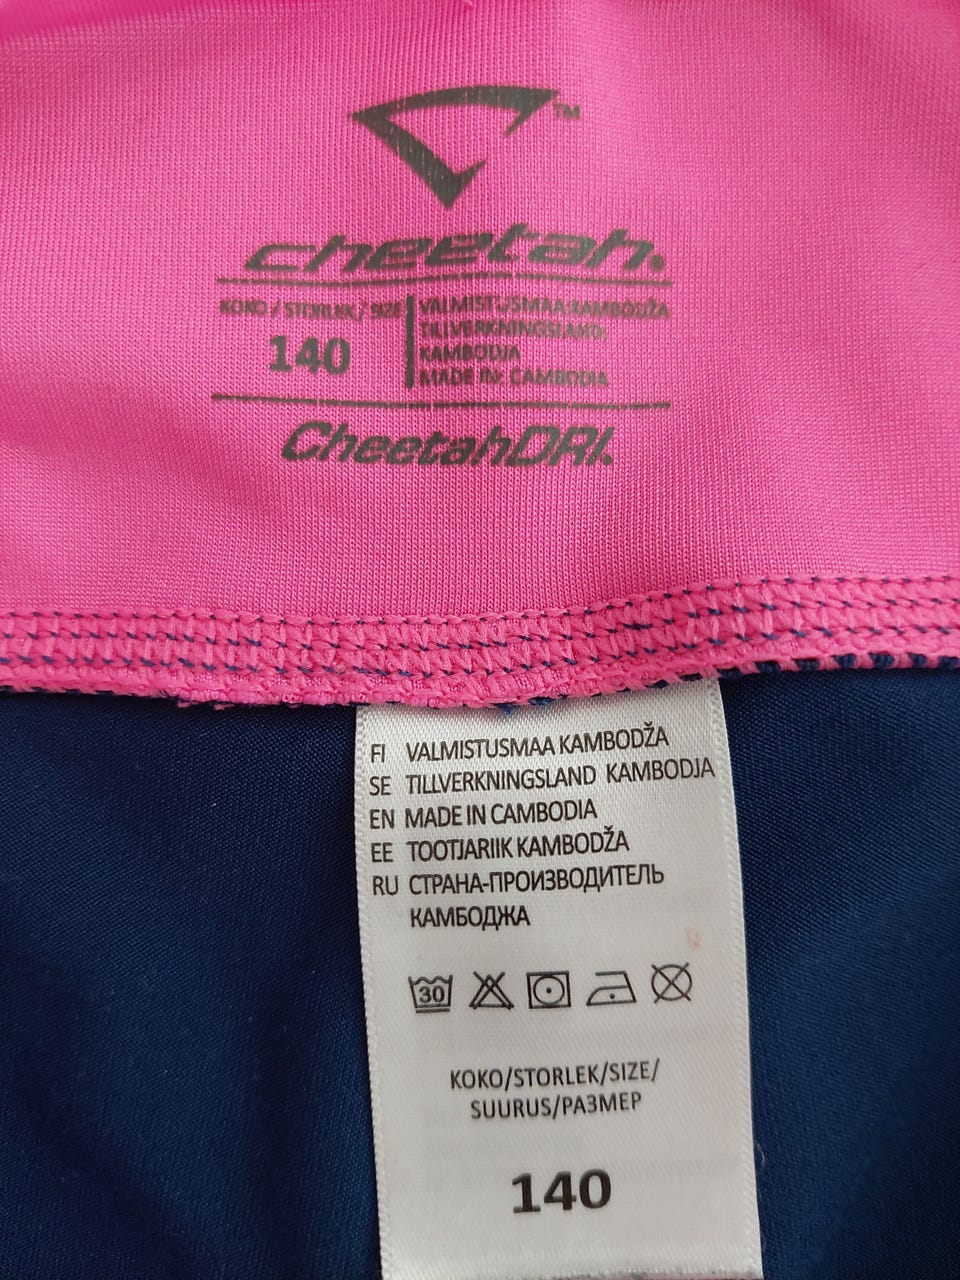 TM
cheetah.
KOKO / STORLEK / SIZE
140
VALMISTUSMAA KAMBODŽA
TILLVERKNINGSLAND:
KAMBODJA
MADE IN: CAMBODIA
CheetahDRI.
FI VALMISTUSMAA KAMBODŽA
SE TILLVERKNINGSLAND KAMBODJA
EN MADE IN CAMBODIA
EE TOOTJARIIK KAMBODŽA
RU СТРАНА-ПРОИЗВОДИТЕЛЬ
КАМБОДЖА
30
KOKO/STORLEK/SIZE/
SUURUS/РАЗМЕР
140